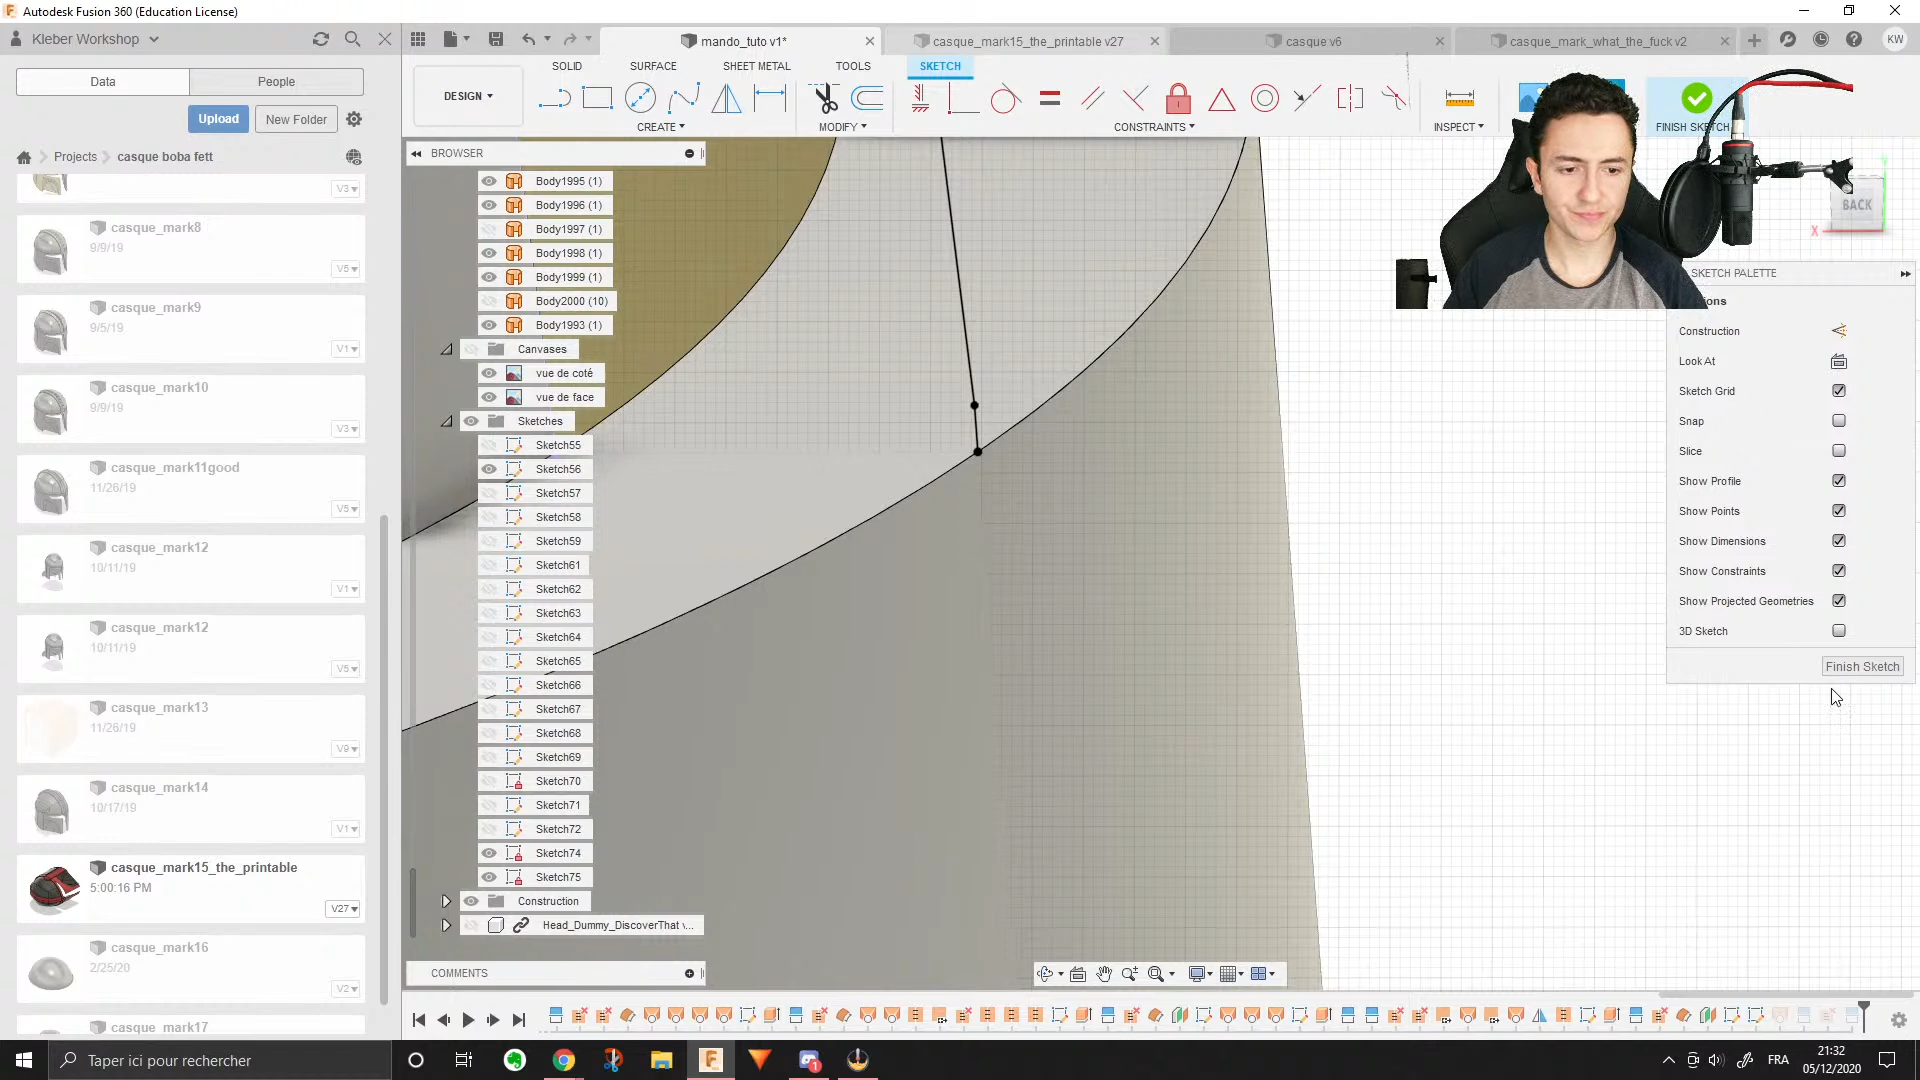 Autodesk Fusion 360 (Education License)
Kleber Workshop
Data
People
Upload
New Folder
Projects
casque boba fett
V3
casque_mark8
9/9/19
V5
casque_mark9
9/5/19
V1
casque_mark10
9/9/19
V3
casque_mark11good
11/26/19
V5
casque_mark12
10/11/19
V1
casque_mark12
10/11/19
V5
casque_mark13
11/26/19
V9
casque_mark14
10/17/19
V1
casque_mark15_the_printable
5:00:16 PM
V27
casque_mark16
2/25/20
V2
casque_mark17
mando_tuto v1*
casque_mark15_the_printable v27
casque v6
casque_mark_what_the_fuck v2
KW
DESIGN
SOLID
SURFACE
SHEET METAL
TOOLS
SKETCH
CREATE
MODIFY
CONSTRAINTS
INSPECT
FINISH SKETCH
BROWSER
Body1995 (1)
Body1996 (1)
Body1997 (1)
Body1998 (1)
Body1999 (1)
Body2000 (10)
Body1993 (1)
Canvases
vue de coté
vue de face
Sketches
Sketch55
Sketch56
Sketch57
Sketch58
Sketch59
Sketch61
Sketch62
Sketch63
Sketch64
Sketch65
Sketch66
Sketch67
Sketch68
Sketch69
Sketch70
Sketch71
Sketch72
Sketch74
Sketch75
Construction
Head_Dummy_DiscoverThat v...
COMMENTS
BACK
X
SKETCH PALETTE
ions
Construction
Look At
Sketch Grid
Snap
Slice
Show Profile
Show Points
Show Dimensions
Show Constraints
Show Projected Geometries
3D Sketch
Finish Sketch
Taper ici pour rechercher
FRA
21:32
05/12/2020